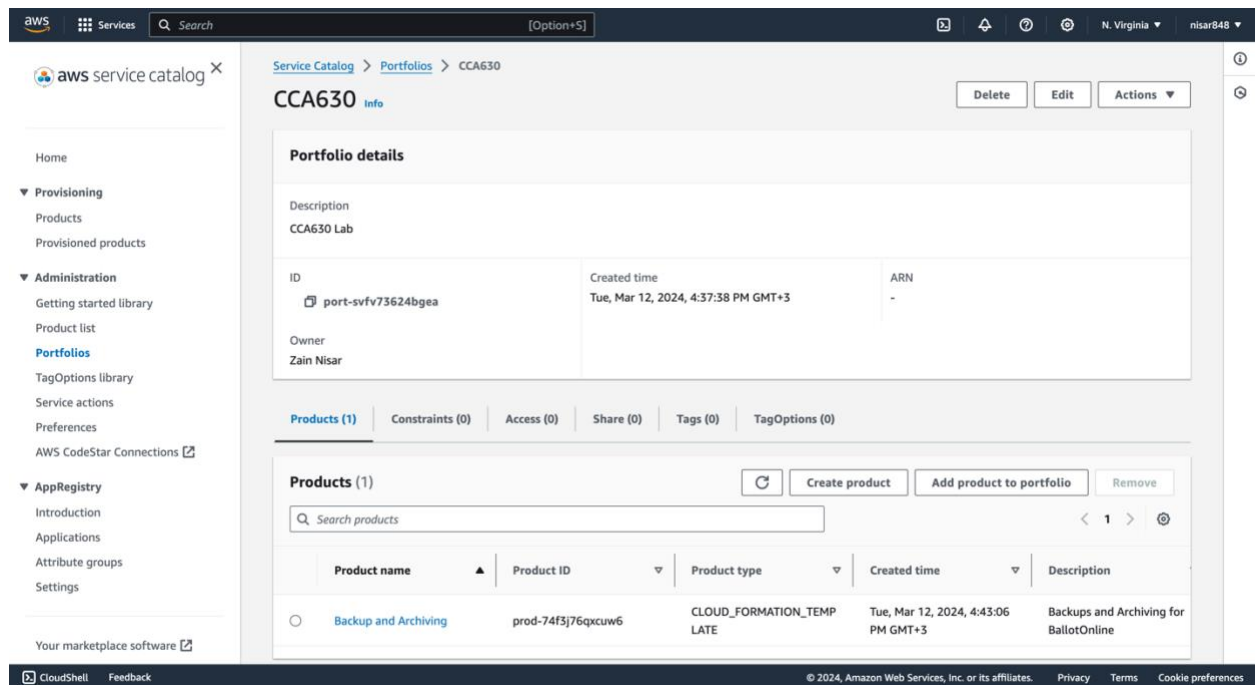 aws Services Search [Option+S] N. Virginia nisar848
aws service catalog
Home
Provisioning
Products
Provisioned products
Administration
Getting started library
Product list
Portfolios
TagOptions library
Service actions
Preferences
AWS CodeStar Connections
AppRegistry
Introduction
Applications
Attribute groups
Settings
Your marketplace software
Service Catalog > Portfolios > CCA630
CCA630 Info Delete Edit Actions
Portfolio details
Description
CCA630 Lab
ID Created time ARN
port-svfv73624bgea Tue, Mar 12, 2024, 4:37:38 PM GMT+3 -
Owner
Zain Nisar
Products (1) Constraints (0) Access (0) Share (0) Tags (0) TagOptions (0)
Products (1) Create product Add product to portfolio Remove
Search products < 1 >
Product name Product ID Product type Created time Description
Backup and Archiving prod-74f3j76qxcuw6 CLOUD_FORMATION_TEMP Tue, Mar 12, 2024, 4:43:06 Backups and Archiving for
LATE PM GMT+3 BallotOnline
CloudShell Feedback © 2024, Amazon Web Services, Inc. or its affiliates. Privacy Terms Cookie preferences